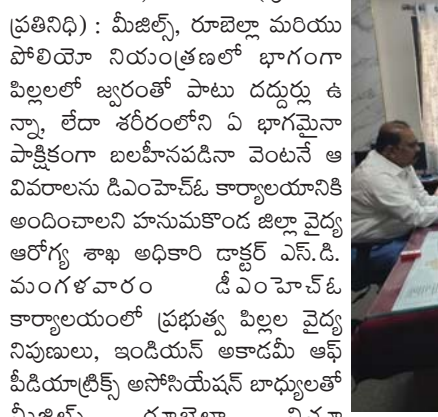 ప్రతినిధి) : మీజిల్స్, రూబెల్లా మరియు
పోలియో నియంత్రణలో భాగంగా
పిల్లలలో జ్వరంతో పాటు దద్దుర్లు ఉ
న్నా, లేదా శరీరంలోని ఏ భాగమైనా
పాక్షికంగా బలహీనపడినా వెంటనే ఆ
వివరాలను డిఎంహెచ్ఓ కార్యాలయానికి
అందించాలని హనుమకొండ జిల్లా వైద్య
ఆరోగ్య శాఖ అధికారి డాక్టర్ ఎస్.డి.
మంగళవారం డీఎంహెచ్ఓ
కార్యాలయంలో ప్రభుత్వ పిల్లల వైద్య
నిపుణులు, ఇండియన్ అకాడమీ ఆఫ్
పీడియాట్రిక్స్ అసోసియేషన్ బాధ్యులతో